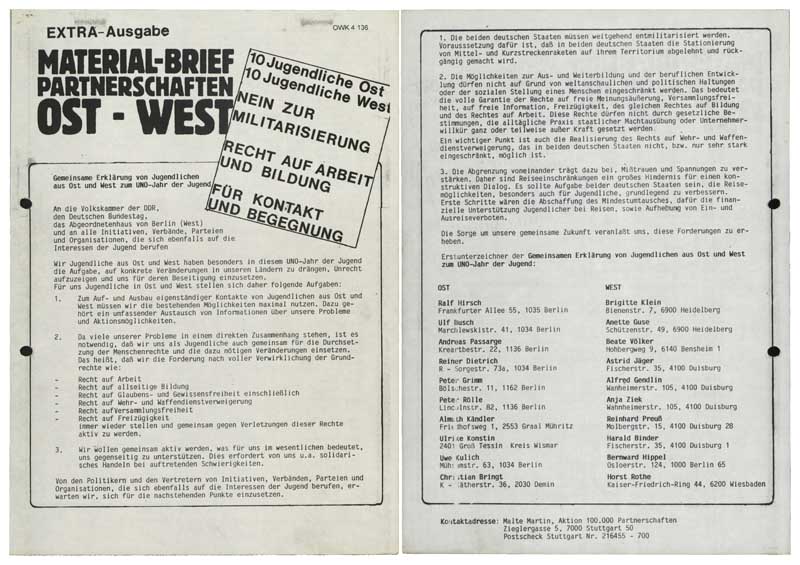 EXTRA-Ausgabe
OWK 4 136
MATERIAL-BRIEF
PARTNERSCHAFTEN
OST - WEST
10 Jugendliche Ost
10 Jugendliche West
NEIN ZUR
MILITARISIERUNG
RECHT AUF ARBEIT
UND BILDUNG
FÜR KONTAKT
UND BEGEGNUNG
Gemeinsame Erklärung von Jugendlichen
aus Ost und West zum UNO-Jahr der Jugend
An die Volkskammer der DDR,
den Deutschen Bundestag,
das Abgeordnetenhaus von Berlin (West)
und an alle Initiativen, Verbände, Parteien
und Organisationen, die sich ebenfalls auf die
Interessen der Jugend berufen
Wir Jugendliche aus Ost und West haben besonders in diesem UNO-Jahr der Jugend
die Aufgabe, auf konkrete Veränderungen in unseren Ländern zu drängen, Unrecht
aufzuzeigen und uns für deren Beseitigung einzusetzen.
Für uns Jugendliche in Ost und West stellen sich daher folgende Aufgaben:
1. Zum Auf- und Ausbau eigenständiger Kontakte von Jugendlichen aus Ost und
West müssen wir die bestehenden Möglichkeiten maximal nutzen. Dazu ge-
hört ein umfassender Austausch von Informationen über unsere Probleme
und Aktionsmöglichkeiten.
2. Da viele unserer Probleme in einem direkten Zusammenhang stehen, ist es
notwendig, daß wir uns als Jugendliche auch gemeinsam für die Durchset-
zung der Menschenrechte und die dazu nötigen Veränderungen einsetzen.
Das heißt, daß wir die Forderung nach voller Verwirklichung der Grund-
rechte wie:
- Recht auf Arbeit
- Recht auf allseitige Bildung
- Recht auf Glaubens- und Gewissensfreiheit einschließlich
- Recht auf Wehr- und Waffendienstverweigerung
- Recht aufVersammlungsfreiheit
- Recht auf Freizügigkeit
immer wieder stellen und gemeinsam gegen Verletzungen dieser Rechte
aktiv zu werden.
3. Wir wollen gemeinsam aktiv werden, was für uns im wesentlichen bedeutet,
uns gegenseitig zu unterstützen. Dies erfordert von uns u.a. solidari-
sches Handeln bei auftretenden Schwierigkeiten.
Von den Politikern und den Vertretern von Initiativen, Verbänden, Parteien und
Organisationen, die sich ebenfalls auf die Interessen der Jugend berufen, er-
warten wir, sich für die nachstehenden Punkte einzusetzen.
1. Die beiden deutschen Staaten müssen weitgehend entmilitarisiert werden.
Voraussetzung dafür ist, daß in beiden deutschen Staaten die Stationierung
von Mittel- und Kurzstreckenraketen auf ihrem Territorium abgelehnt und rück-
gängig gemacht wird.
2. Die Möglichkeiten zur Aus- und Weiterbildung und der beruflichen Entwick-
lung dürfen nicht auf Grund von weltanschaulichen und politischen Haltungen
oder der sozialen Stellung eines Menschen eingeschränkt werden. Das bedeutet
die volle Garantie der Rechte auf freie Meinungsäußerung, Versammlungsfrei-
heit, auf freie Information, Freizügigkeit, des gleichen Rechtes auf Bildung
und des Rechtes auf Arbeit. Diese Rechte dürfen nicht durch gesetzliche Be-
stimmungen, die alltägliche Praxis staatlicher Machtausübung oder Unternehmer-
willkür ganz oder teilweise außer Kraft gesetzt werden.
Ein wichtiger Punkt ist auch die Realisierung des Rechts auf Wehr- und Waffen-
dienstverweigerung, das in beiden deutschen Staaten nicht, bzw. nur sehr stark
eingeschränkt, möglich ist.
3. Die Abgrenzung voneinander trägt dazu bei, Mißtrauen und Spannungen zu ver-
stärken. Daher sind Reiseeinschränkungen ein großes Hindernis für einen kon-
struktiven Dialog. Es sollte Aufgabe beider deutschen Staaten sein, die Reise-
möglichkeiten, besonders auch für Jugendliche, grundlegend zu verbessern.
Erste Schritte wären die Abschaffung des Mindestumtausches, dafür die finan-
zielle Unterstützung Jugendlicher bei Reisen, sowie Aufhebung von Ein- und
Ausreiseverboten.
Die Sorge um unsere gemeinsame Zukunft veranlaßt uns, diese Forderungen zu er-
heben.
Erstunterzeichner der Gemeinsamen Erklärung von Jugendlichen aus Ost und West
zum UNO-Jahr der Jugend:
OST WEST
Ralf Hirsch Brigitte Klein
Frankfurter Allee 55, 1035 Berlin Bienenstr. 7, 6900 Heidelberg
Ulf Busch Anette Guse
Marchlewskistr. 41, 1034 Berlin Schützenstr. 49, 6900 Heidelberg
Andreas Passarge Beate Völker
22, 1136 Berlin Hohbergweg 9, 6140 Bensheim 1
Reiner Dietrich Astrid Jäger
R - Sorgestr. 73a, 1034 Berlin Fischerstr. 35, 4100 Duisburg
Peter Grimm Alfred Gendlin
11, 1162 Berlin Wanheimerstr. 105, 4100 Duisburg
Peter Rölle Anja Ziek
82, 1136 Berlin Wahnheimerstr. 105, 4100 Duisburg
Almuth Kändler Reinhard Preuß
1, 2553 Graal Mühritz Molbergstr. 15, 4100 Duisburg 28
Ulrike Konstin Harald Binder
2401 Groß Tessin Kreis Wismar Fischerstr. 35, 4100 Duisburg 1
Uwe Kulich Bernward Hippel
63, 1034 Berlin Osloerstr. 124, 1000 Berlin 65
Christian Bringt Horst Rothe
36, 2030 Demin Kaiser-Friedrich-Ring 44, 6200 Wiesbaden
Kontaktadresse: Malte Martin, Aktion 100.000 Partnerschaften
Zieglergasse 5, 7000 Stuttgart 50
Postscheck Stuttgart Nr. 216455 - 700